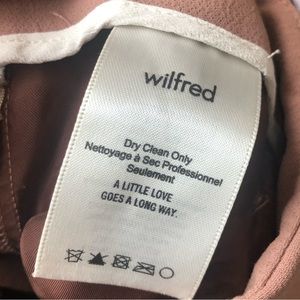 wilfred
Dry Clean Only
Nettoyage à Sec Professionnel
Seulement
A LITTLE LOVE
GOES A LONG WAY.